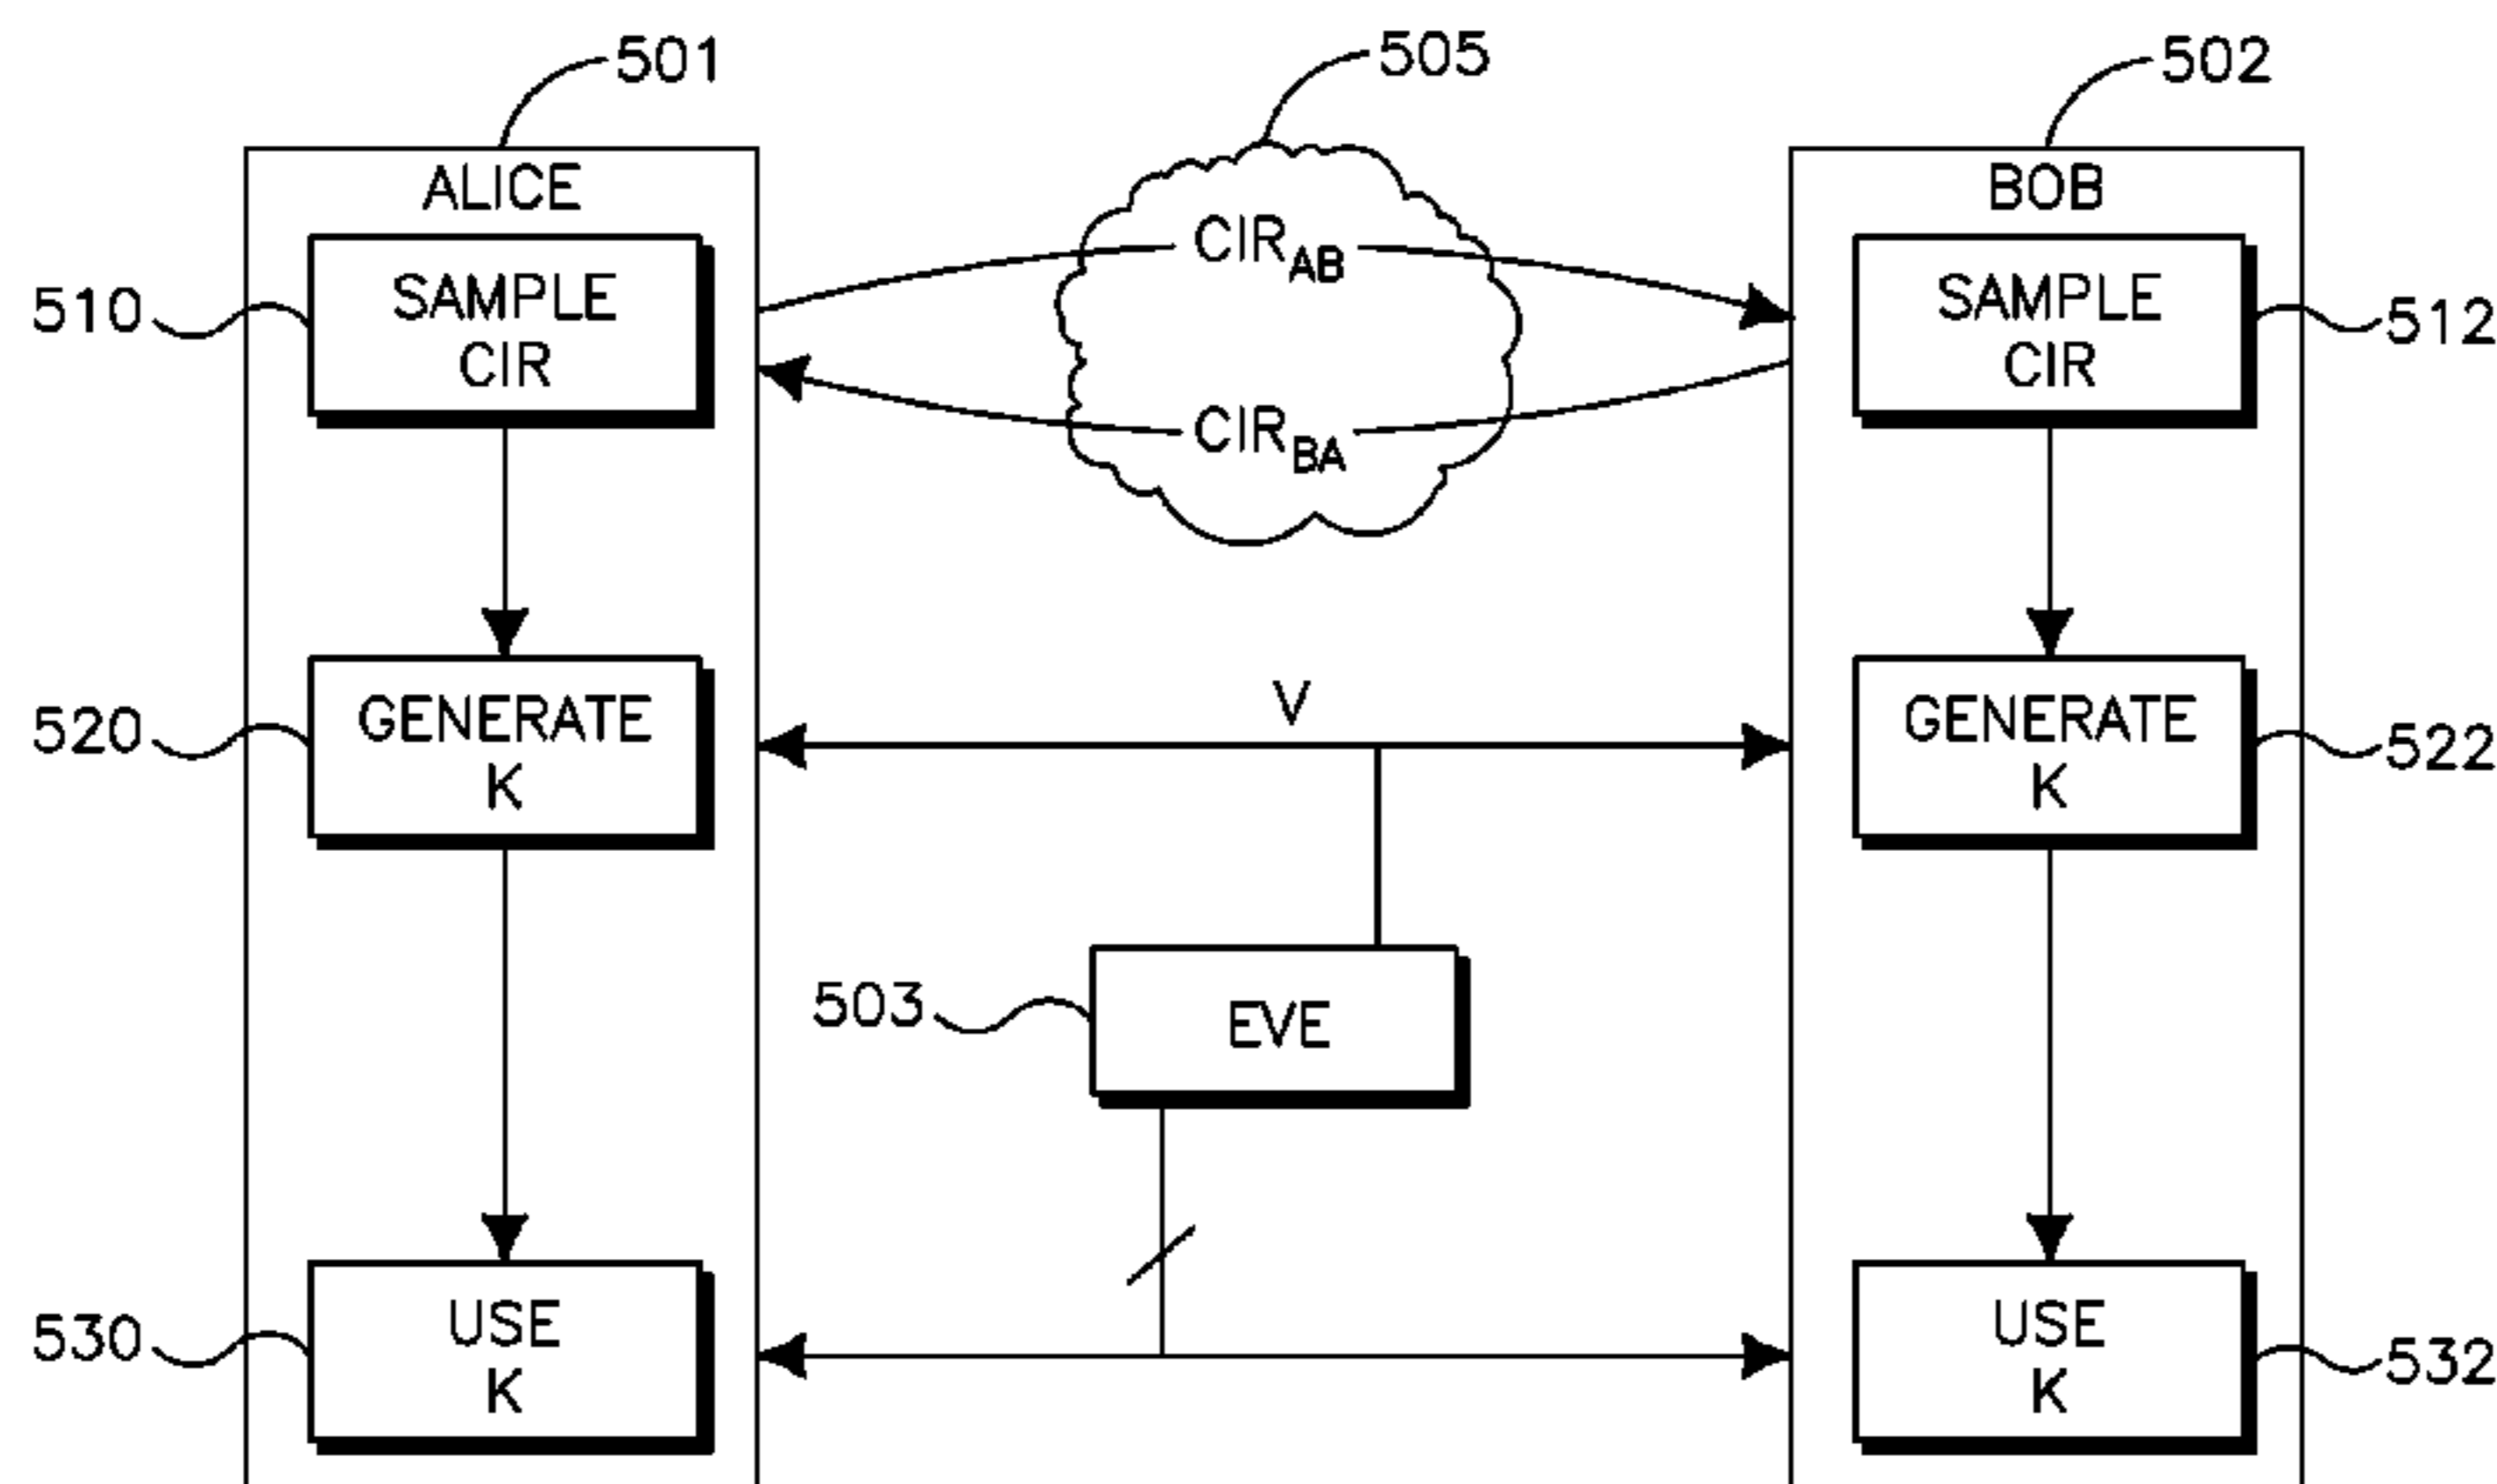 501
505
502
ALICE
BOB
510
SAMPLE
CIR
CIR_AB
CIR_BA
SAMPLE
CIR
512
520
GENERATE
K
V
GENERATE
K
522
503
EVE
530
USE
K
USE
K
532